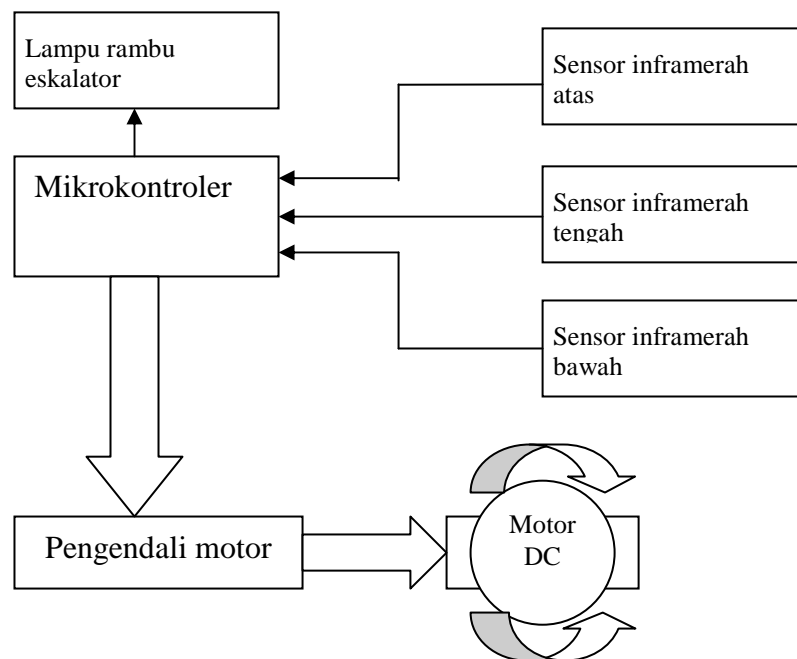 Lampu rambu
eskalator
Sensor inframerah
atas
Mikrokontroler
Sensor inframerah
tengah
Sensor inframerah
bawah
Pengendali motor
Motor
DC